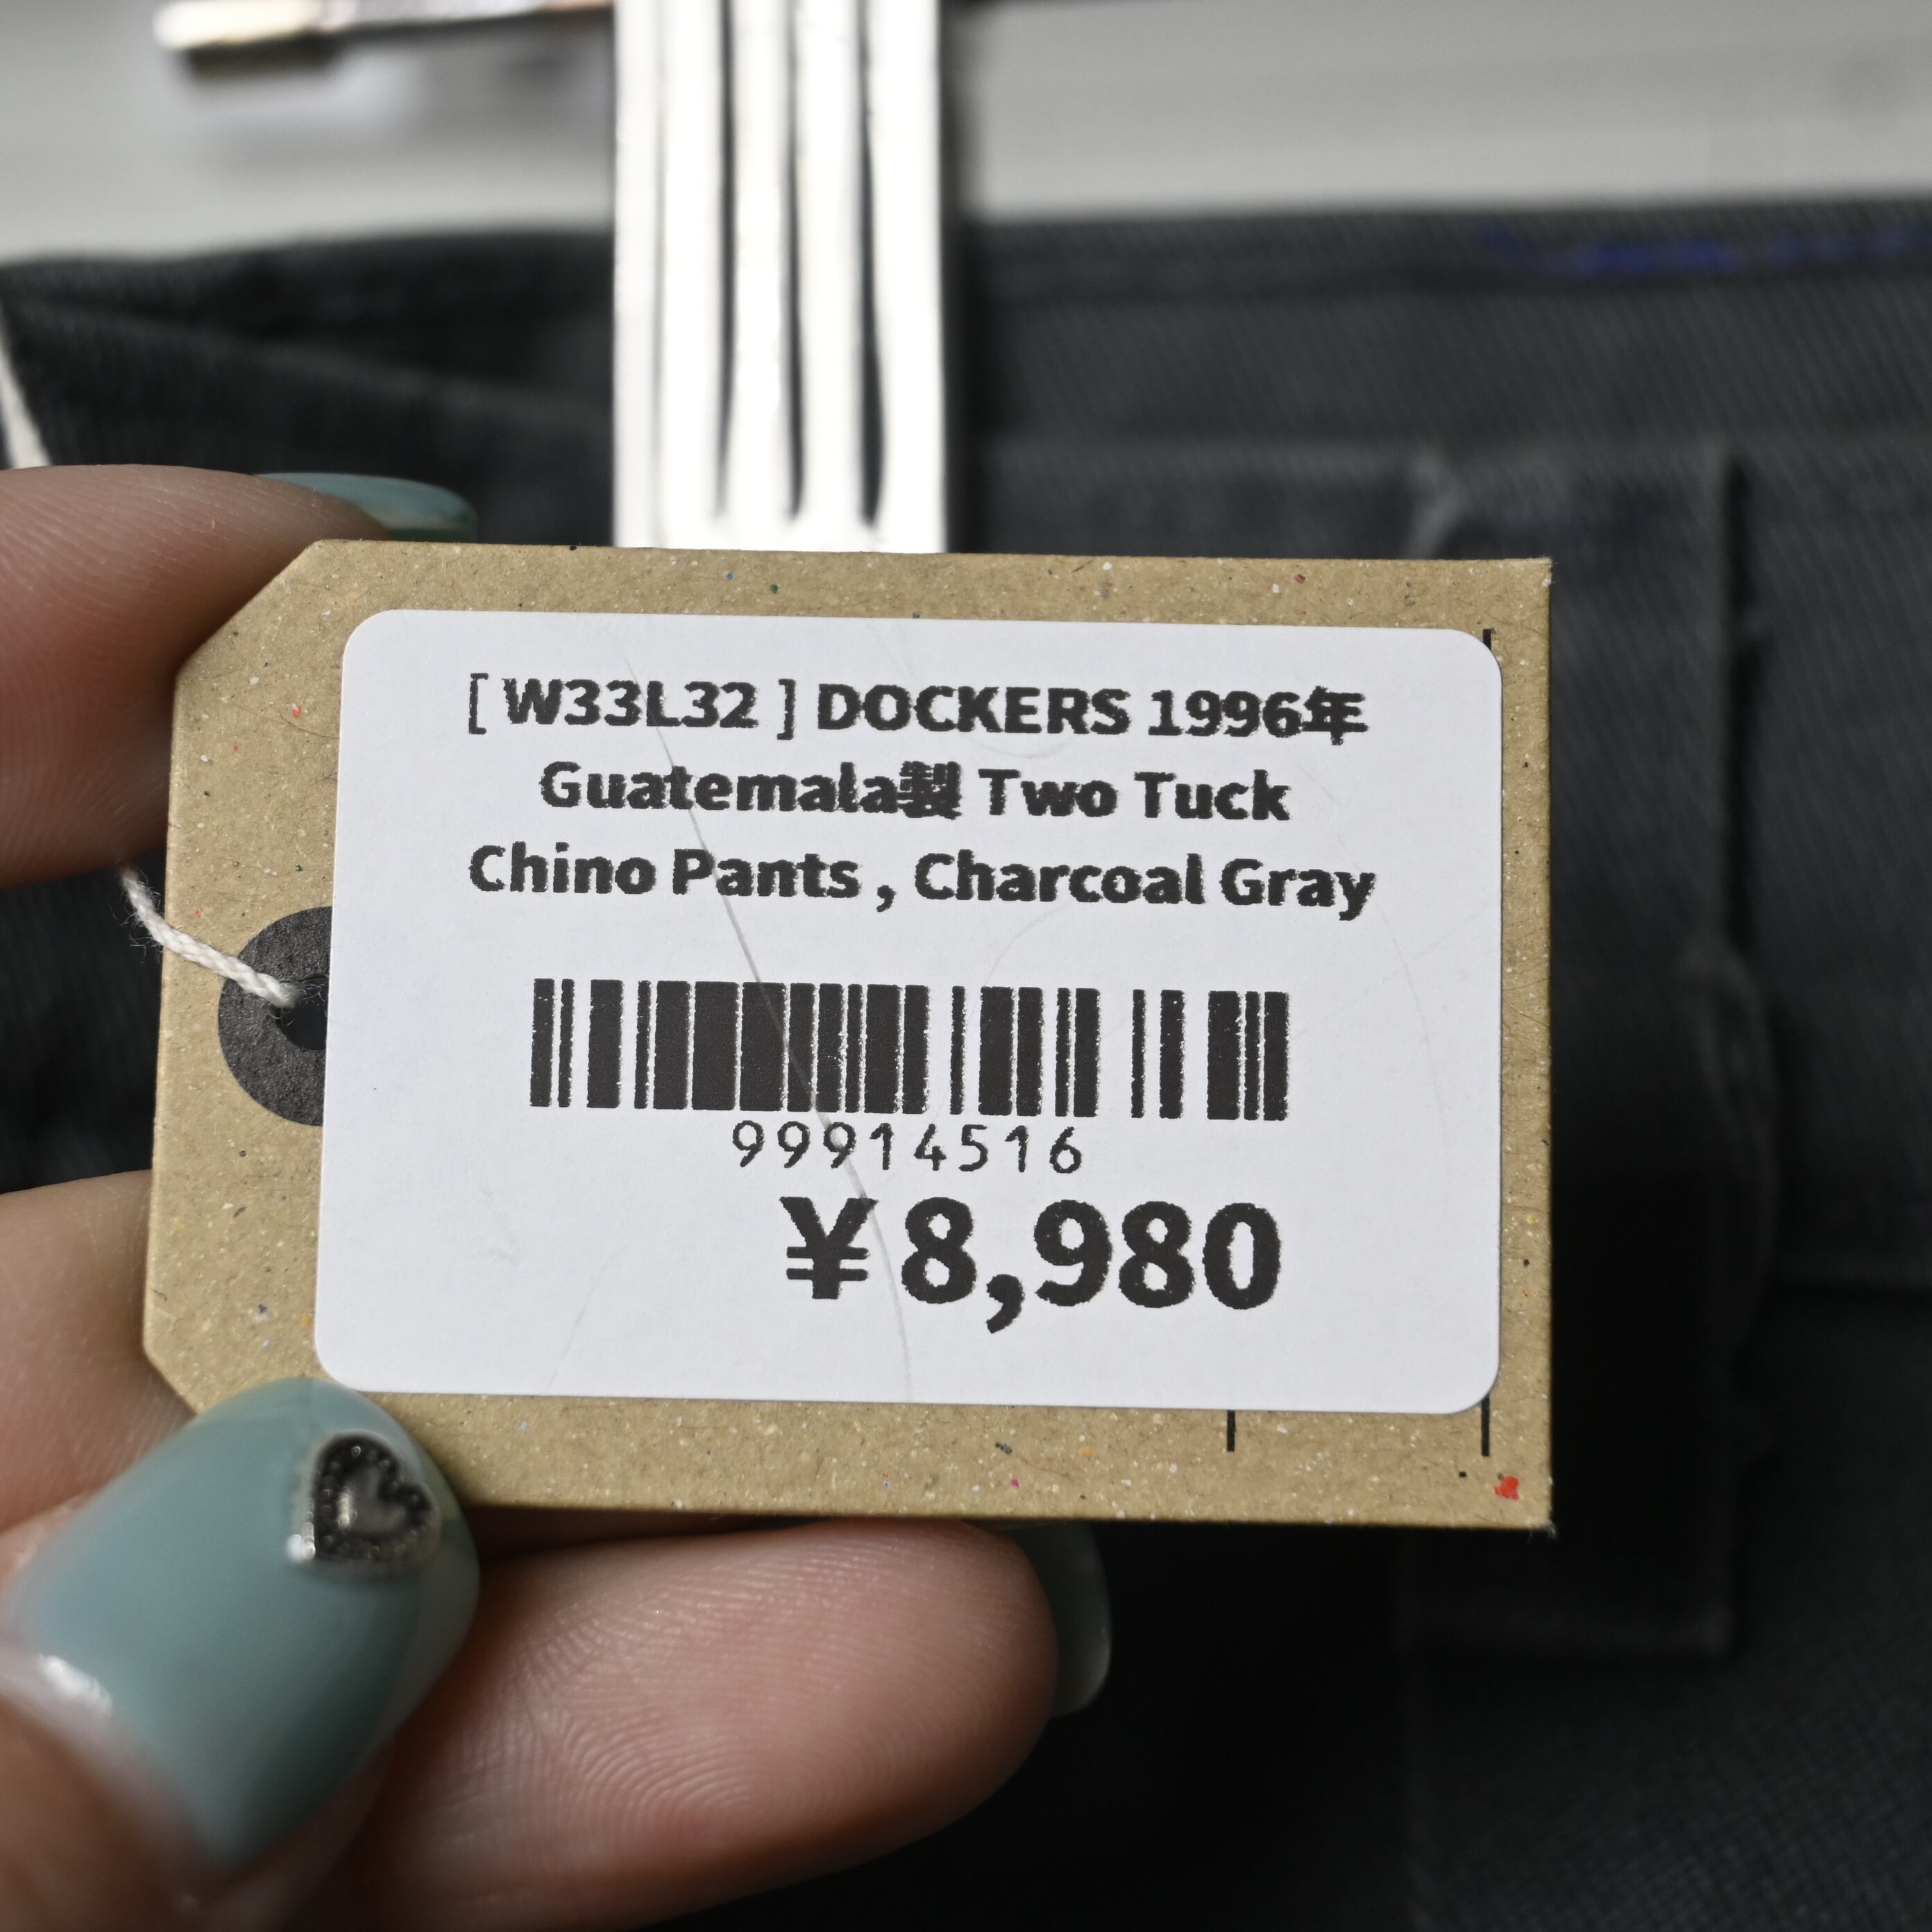 [ W33L32 ] DOCKERS 1996年
Guatemala製 Two Tuck
Chino Pants , Charcoal Gray
99914516
¥8,980